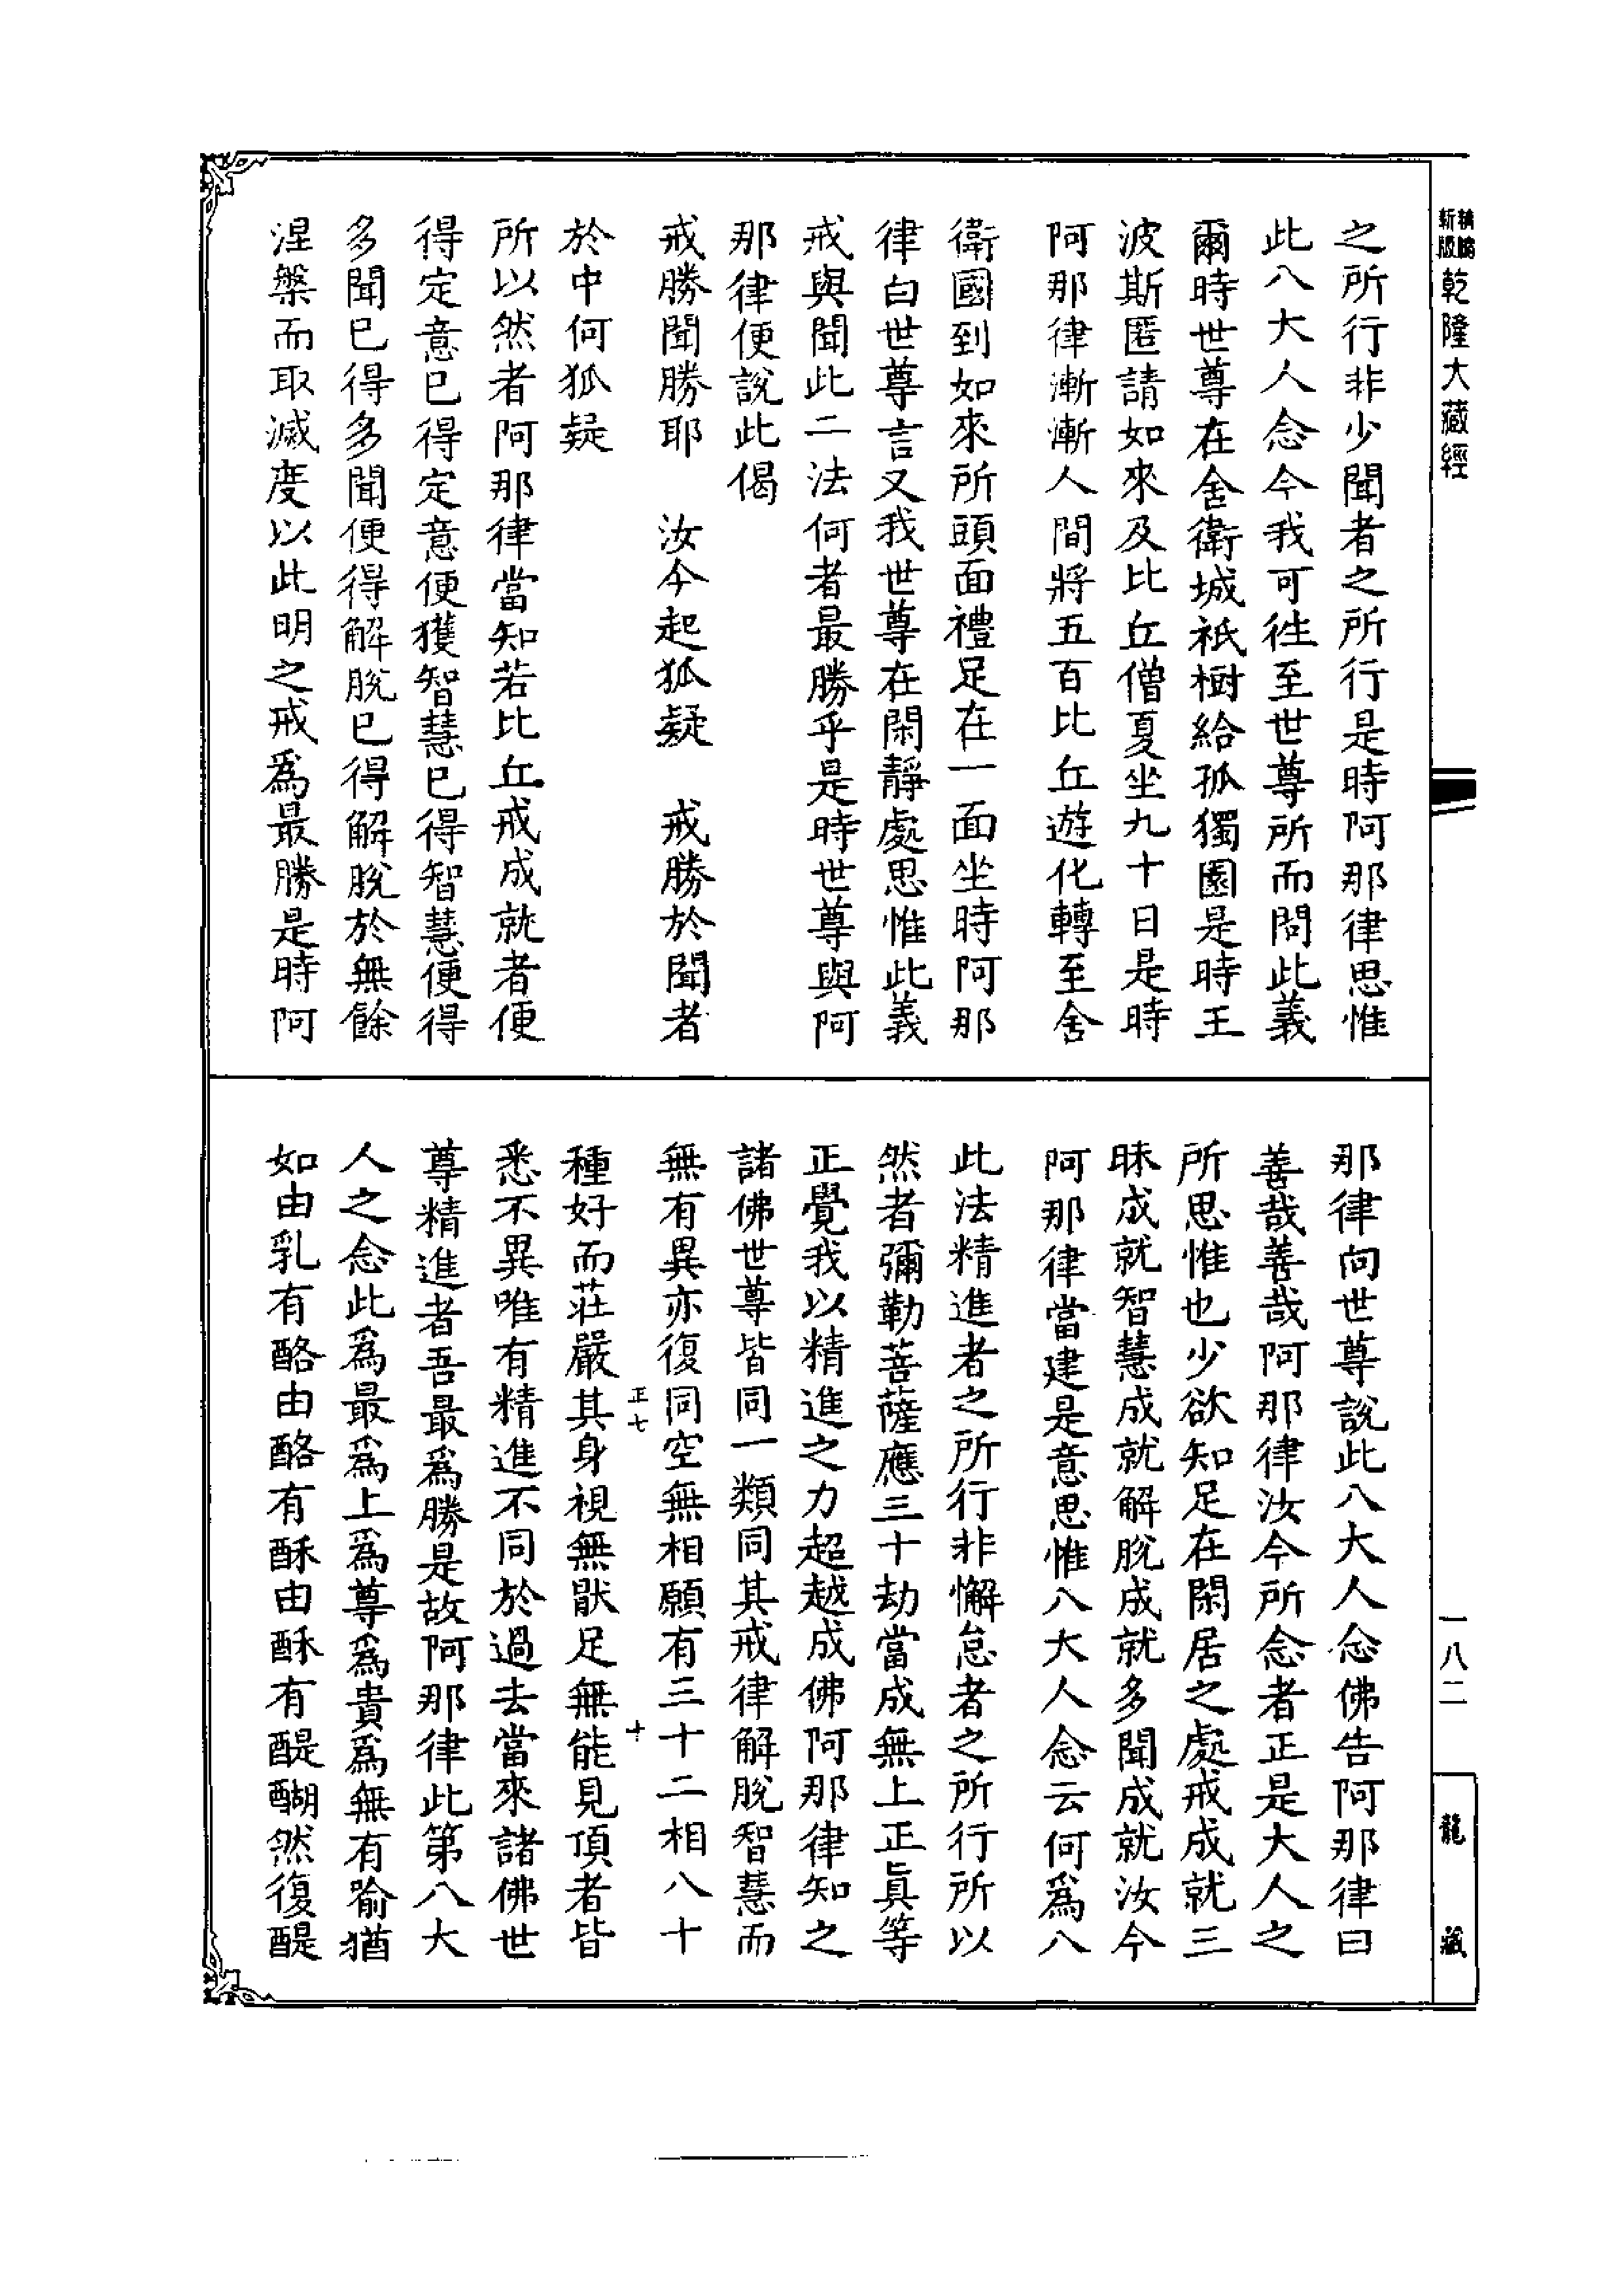 新版
精縮
乾隆大藏經
之所行非少聞者之所行是時阿那律思惟
此八大人念今我可徃至世尊所而問此義
爾時世尊在舍衛城祇樹給孤獨園是時王
波斯匿請如來及比丘僧夏坐九十日是時
阿那律漸漸人間將五百比丘遊化轉至舍
衛國到如來所頭面禮足在一面坐時阿那
律白世尊言又我世尊在閑靜處思惟此義
戒與聞此二法何者最勝乎是時世尊與阿
那律便說此偈
戒勝聞勝耶　汝今起狐疑　戒勝於聞者
於中何狐疑
所以然者阿那律當知若比丘戒成就者便
得定意已得定意便獲智慧已得智慧便得
多聞已得多聞便得解脫已得解脫於無餘
涅槃而取滅度以此明之戒爲最勝是時阿
那律向世尊說此八大人念佛告阿那律曰
善哉善哉阿那律汝今所念者正是大人之
所思惟也少欲知足在閑居之處戒成就三
昧成就智慧成就解脫成就多聞成就汝今
阿那律當建是意思惟八大人念云何爲八
此法精進者之所行非懈怠者之所行所以
然者彌勒菩薩應三十劫當成無上正眞等
正覺我以精進之力超越成佛阿那律知之
諸佛世尊皆同一類同其戒律解脫智慧而
無有異亦復同空無相願有三十二相八十
正七
十
種好而莊嚴其身視無厭足無能見頂者皆
悉不異唯有精進不同於過去當來諸佛世
尊精進者吾最爲勝是故阿那律此第八大
人之念此爲最爲上爲尊爲貴爲無有喻猶
如由乳有酪由酪有酥由酥有醍醐然復醍
一八二
龍藏